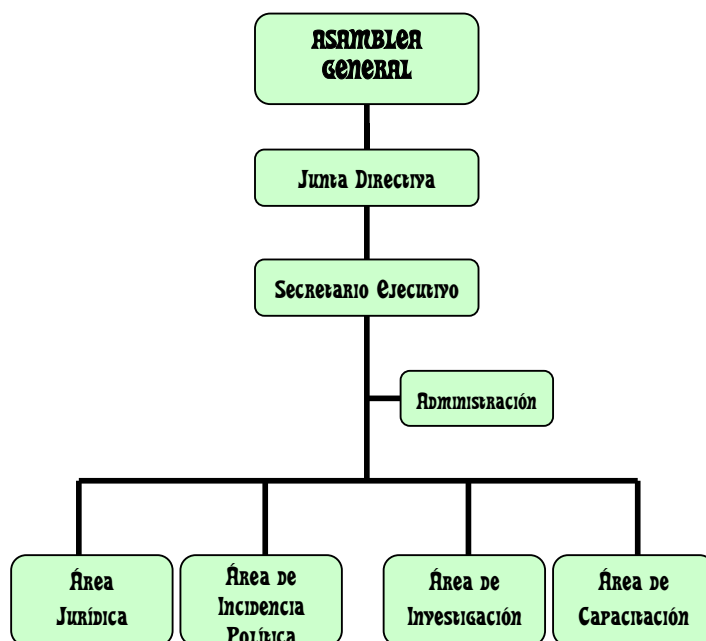 ASAMBLEA
GENERAL
Junta Directiva
Secretario Ejecutivo
Administración
Área
Jurídica
Área de
Incidencia
Política
Área de
Investigación
Área de
Capacitación